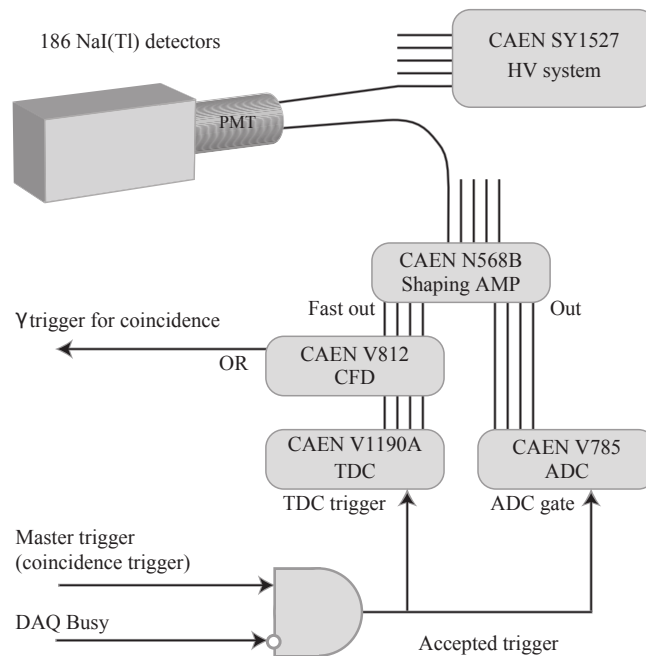 186 NaI(Tl) detectors
CAEN SY1527
HV system
PMT
CAEN N568B
Shaping AMP
Fast out
Out
γ trigger for coincidence
OR
CAEN V812
CFD
CAEN V1190A
TDC
CAEN V785
ADC
TDC trigger
ADC gate
Master trigger
(coincidence trigger)
DAQ Busy
Accepted trigger